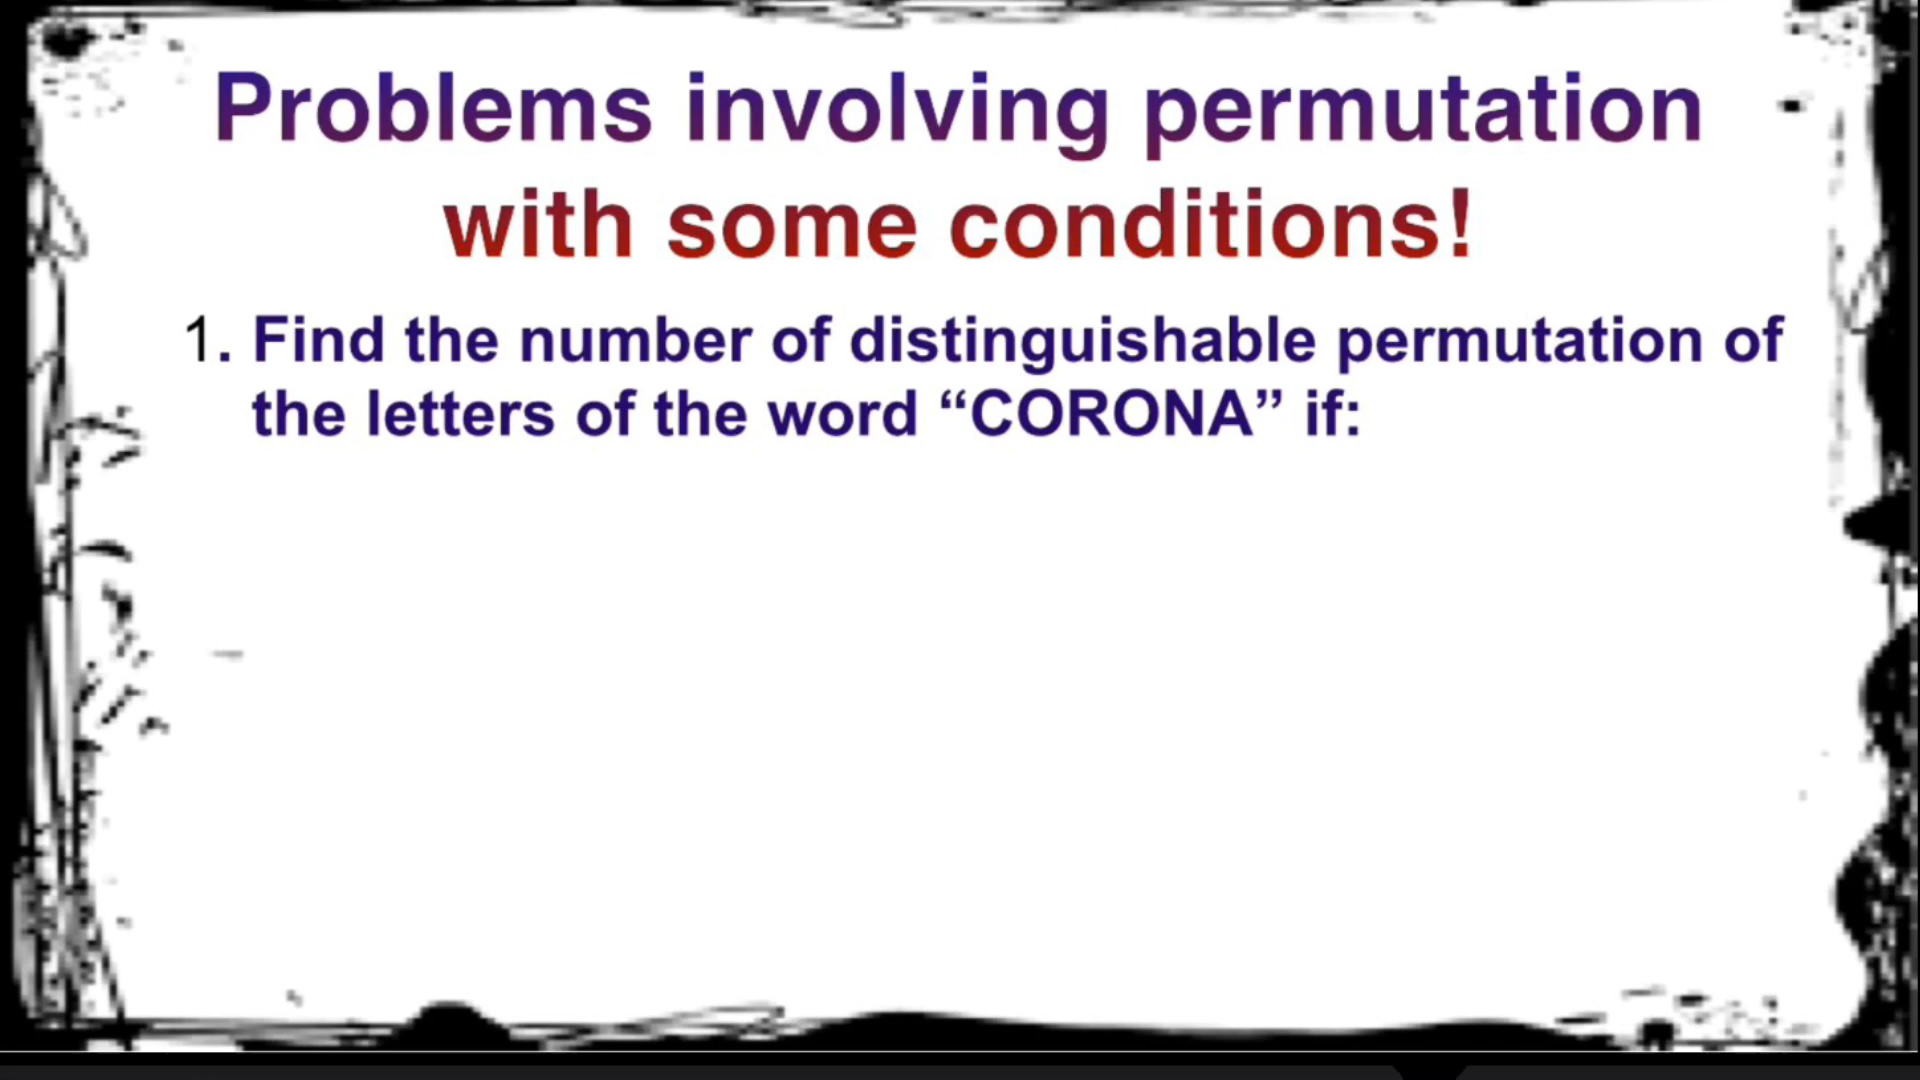 Problems involving permutation
with some conditions!
1. Find the number of distinguishable permutation of
the letters of the word “CORONA” if: